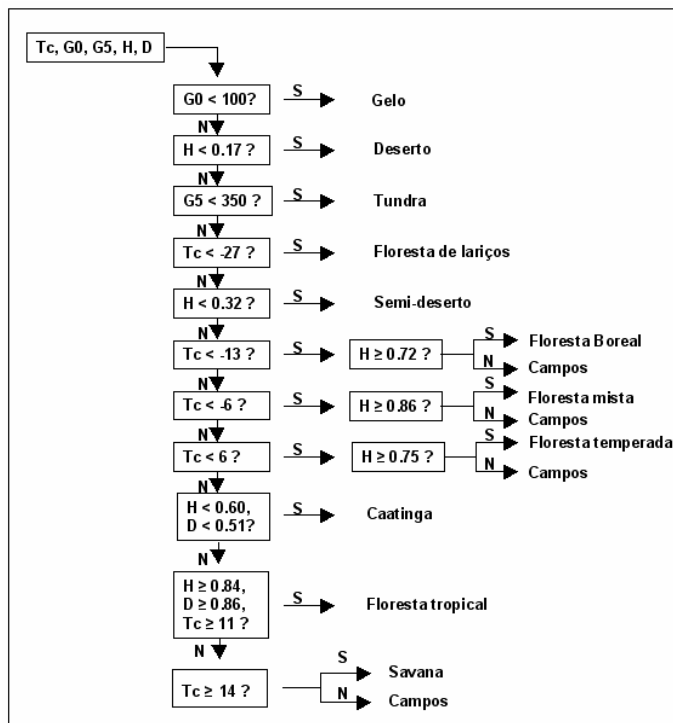 Tc, G0, G5, H, D
G0 < 100?
S
Gelo
N
H < 0.17 ?
S
Deserto
N
G5 < 350 ?
S
Tundra
N
Tc < -27 ?
S
Floresta de lariços
N
H < 0.32 ?
S
Semi-deserto
N
Tc < -13 ?
S
H ≥ 0.72 ?
S
Floresta Boreal
N
Campos
N
Tc < -6 ?
S
H ≥ 0.86 ?
S
Floresta mista
N
Campos
N
Tc < 6 ?
S
H ≥ 0.75 ?
S
Floresta temperada
N
Campos
N
H < 0.60,
D < 0.51?
S
Caatinga
N
H ≥ 0.84,
D ≥ 0.86,
Tc ≥ 11 ?
S
Floresta tropical
N
Tc ≥ 14 ?
S
Savana
N
Campos